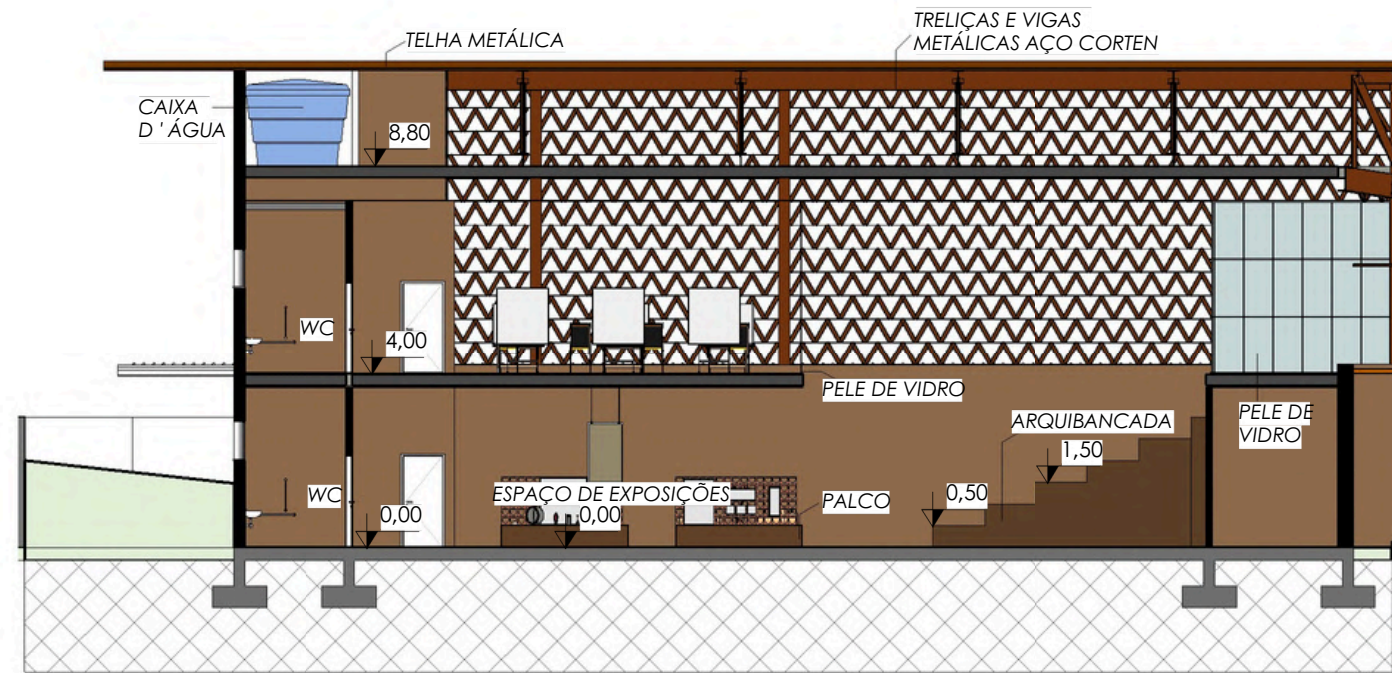 TELHA METÁLICA
TRELIÇAS E VIGAS
METÁLICAS AÇO CORTEN
CAIXA
D ' ÁGUA
8,80
WC
4,00
PELE DE VIDRO
ARQUIBANCADA
PELE DE
VIDRO
1,50
WC
0,00
ESPAÇO DE EXPOSIÇÕES
0,00
PALCO
0,50